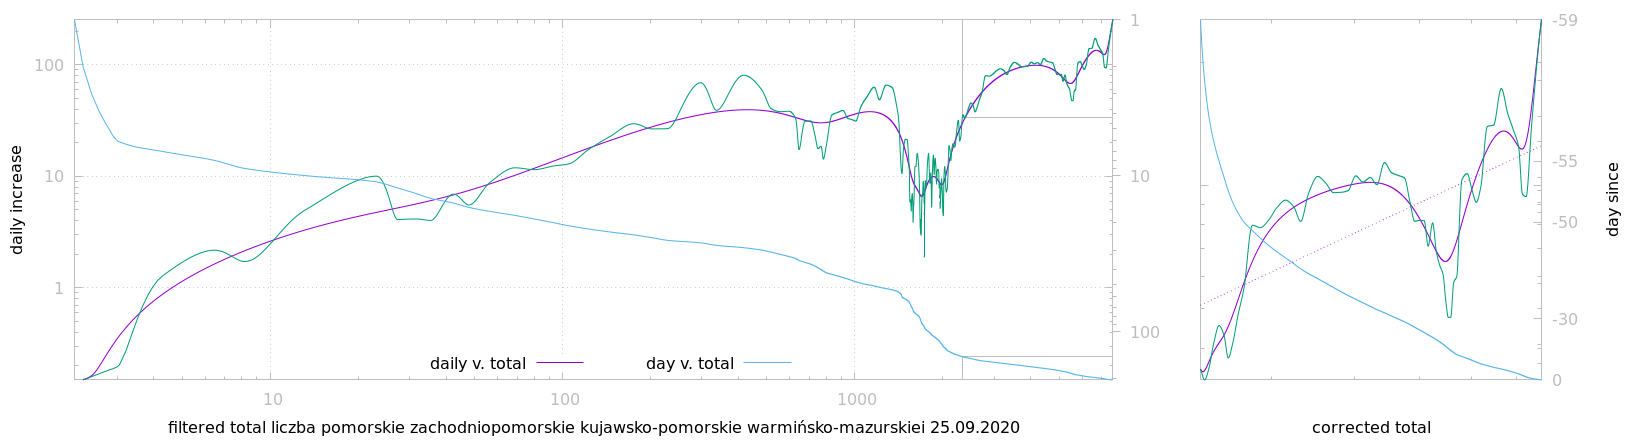 daily increase
100
10
1
daily v. total
day v. total
10
100
1000
1
10
100
filtered total liczba pomorskie zachodniopomorskie kujawsko-pomorskie warmińsko-mazurskiei 25.09.2020
-59
-55
-50
-30
0
day since
corrected total